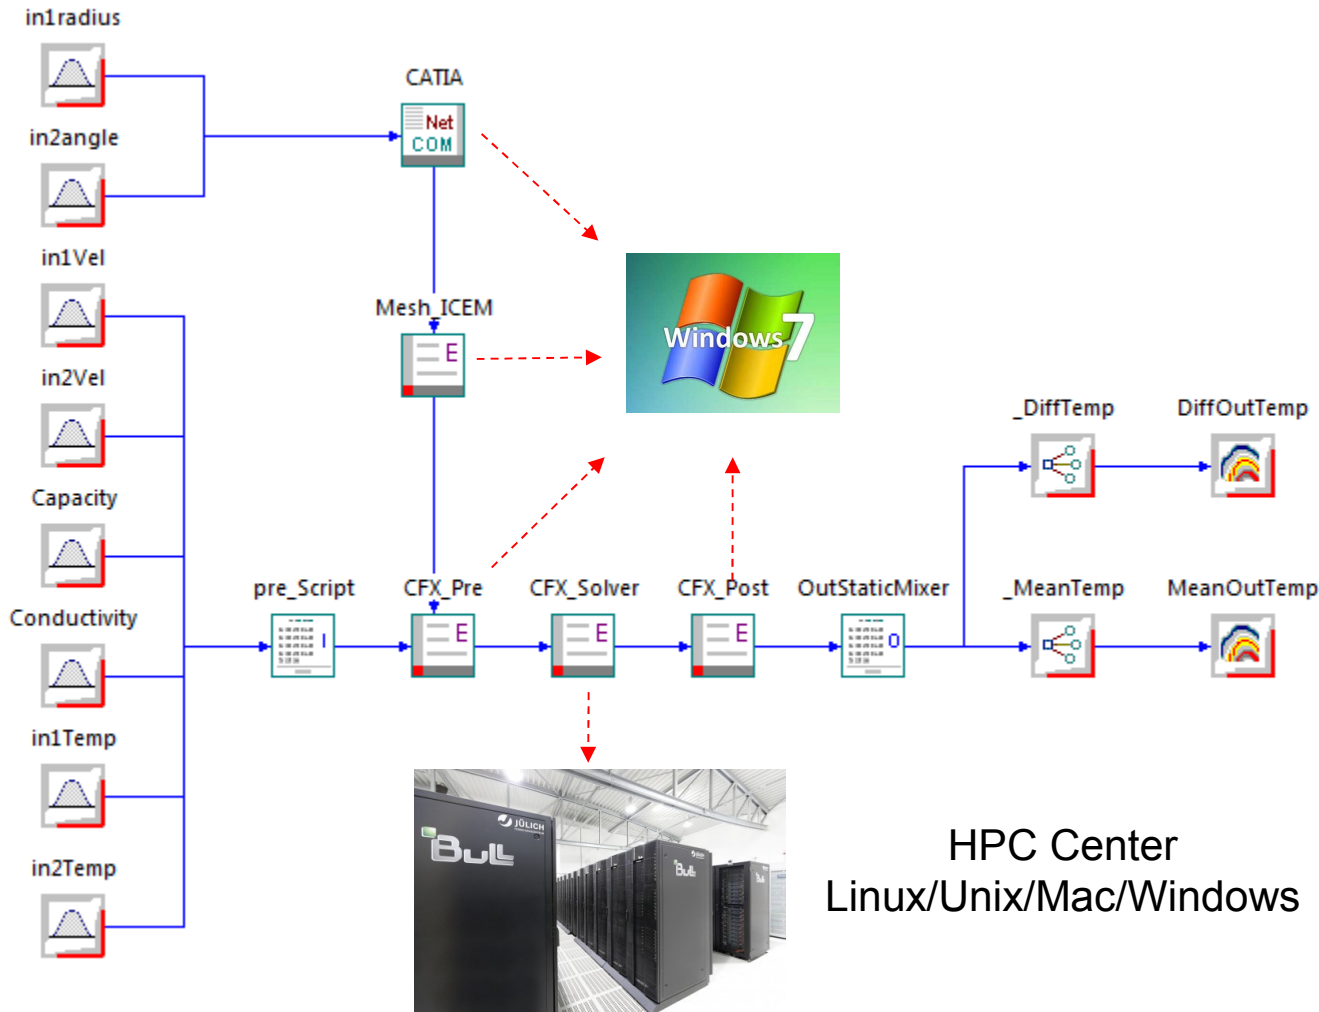 in1radius
CATIA
Net
COM
in2angle
in1Vel
Mesh_ICEM
E
Windows 7
in2Vel
_DiffTemp
DiffOutTemp
Capacity
pre_Script
CFX_Pre
CFX_Solver
CFX_Post
OutStaticMixer
_MeanTemp
MeanOutTemp
I
E
E
E
O
Conductivity
in1Temp
in2Temp
JÜLICH
Bull
Bull
Bull
HPC Center
Linux/Unix/Mac/Windows